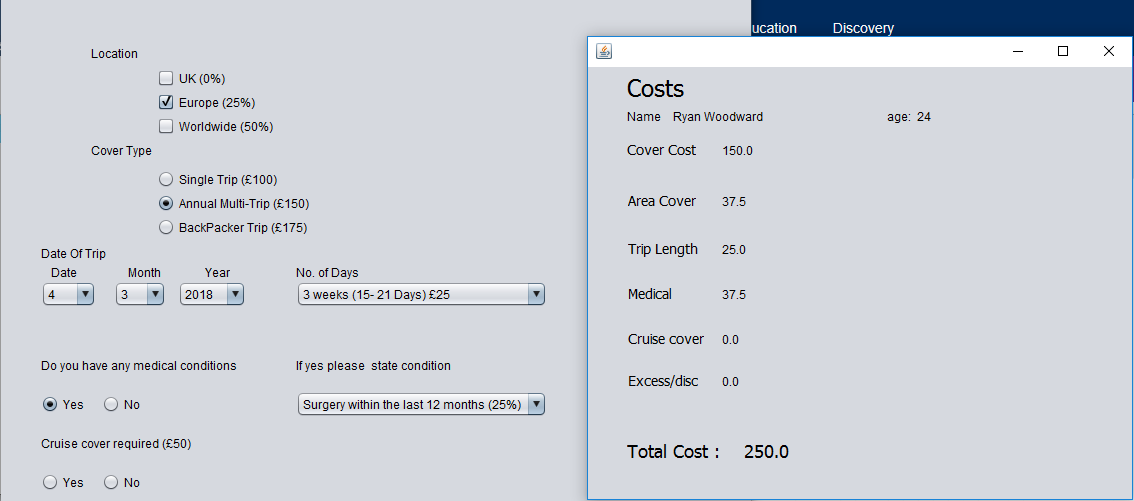 ucation Discovery
Location
UK (0%)
Europe (25%)
Worldwide (50%)
Cover Type
Single Trip (£100)
Annual Multi-Trip (£150)
BackPacker Trip (£175)
Date Of Trip
Date Month Year No. of Days
4 3 2018 3 weeks (15- 21 Days) £25
Do you have any medical conditions If yes please state condition
Yes No Surgery within the last 12 months (25%)
Cruise cover required (£50)
Yes No
Costs
Name Ryan Woodward age: 24
Cover Cost 150.0
Area Cover 37.5
Trip Length 25.0
Medical 37.5
Cruise cover 0.0
Excess/disc 0.0
Total Cost : 250.0